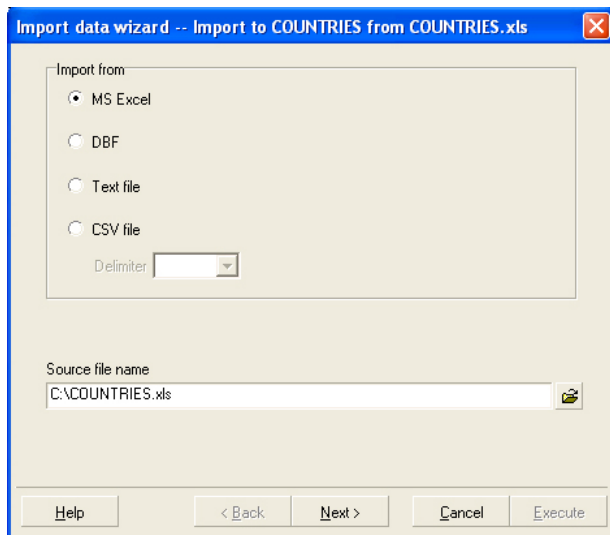 Import data wizard -- Import to COUNTRIES from COUNTRIES.xls
Import from
MS Excel
DBF
Text file
CSV file
Delimiter
Source file name
C:\COUNTRIES.xls
Help < Back Next > Cancel Execute